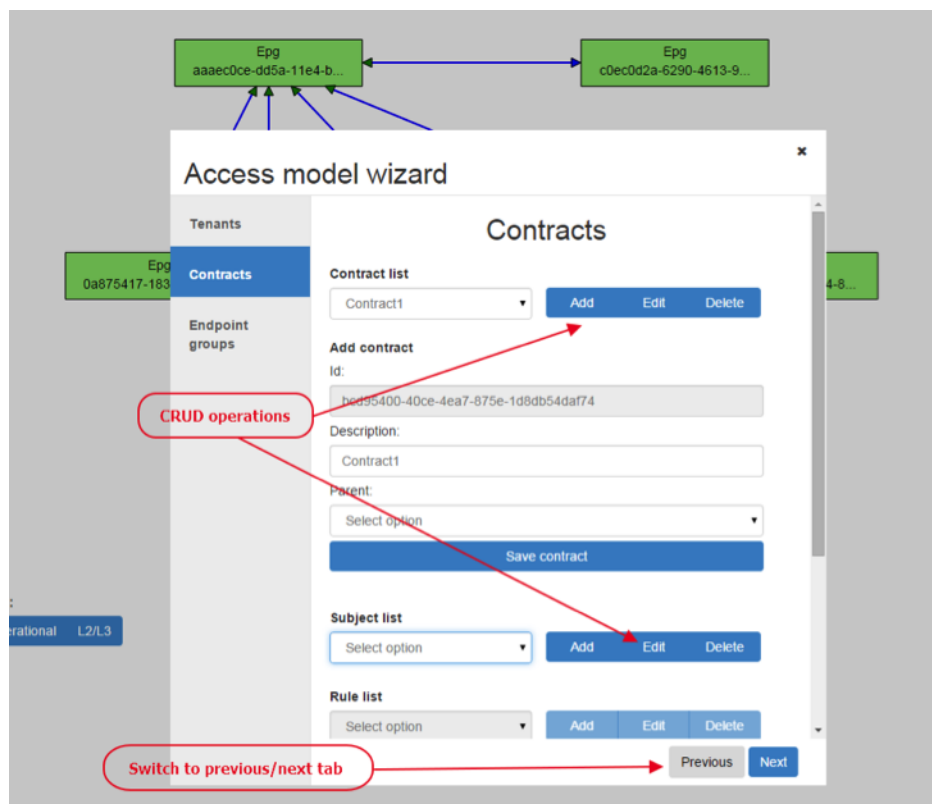 Epg
aaaec0ce-dd5a-11e4-b...
Epg
c0ec0d2a-6290-4613-9...
Access model wizard
×
Epg
0a875417-183
4-8...
Tenants
Contracts
Endpoint
groups
Contracts
Contract list
Contract1
Add Edit Delete
Add contract
Id:
bcd95400-40ce-4ea7-875e-1d8db54daf74
Description:
Contract1
Parent:
Select option
Save contract
CRUD operations
Subject list
Select option
Add Edit Delete
Rule list
Select option
Add Edit Delete
:
erational L2/L3
Switch to previous/next tab
Previous Next